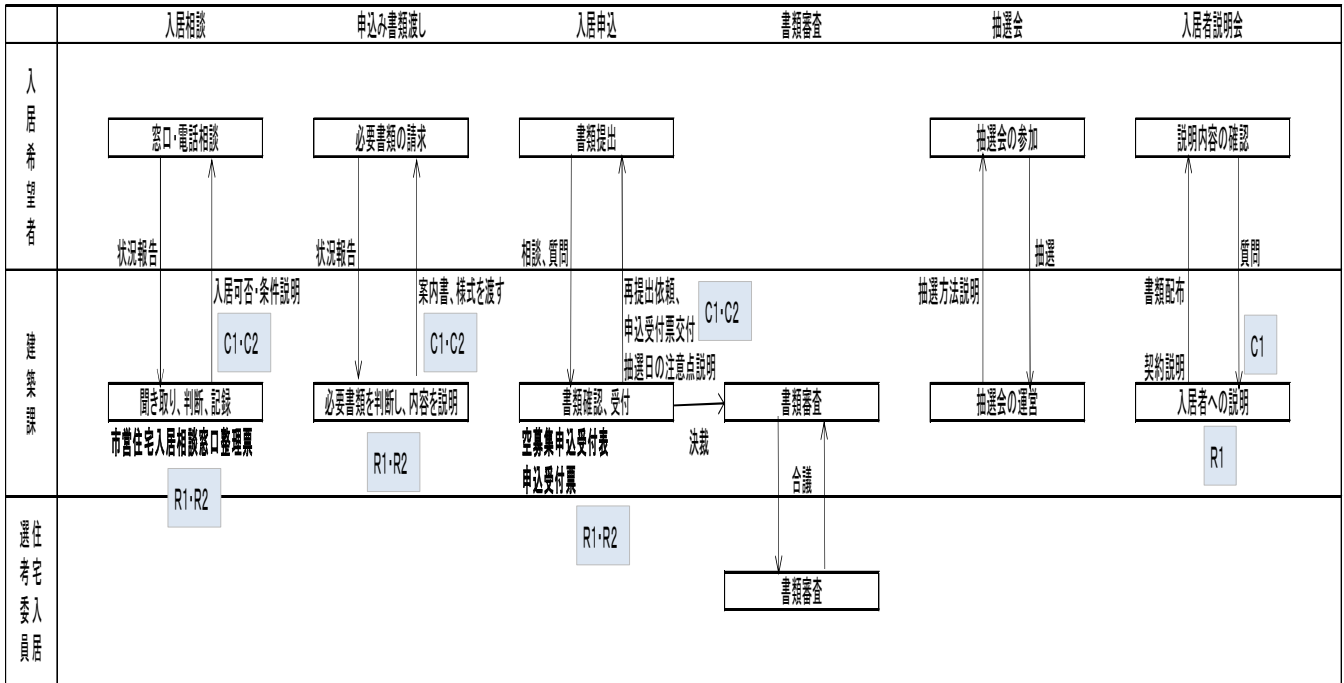 入居相談 申込み書類渡し 入居申込 書類審査 抽選会 入居者説明会
入居希望者
窓口・電話相談 必要書類の請求 書類提出 抽選会の参加 説明内容の確認
状況報告 状況報告 相談、質問 抽選 質問
建築課
入居可否・条件説明 案内書、様式を渡す 再提出依頼、 抽選方法説明 書類配布
申込受付票交付
C1・C2 C1・C2 C1・C2 C1
抽選日の注意点説明 契約説明
聞き取り、判断、記録 必要書類を判断し、内容を説明 書類確認、受付 書類審査 抽選会の運営 入居者への説明
市営住宅入居相談窓口整理票 空募集申込受付表 決裁
申込受付票 合議
R1・R2 R1・R2 R1・R2 R1
住宅入居
選考委員
書類審査